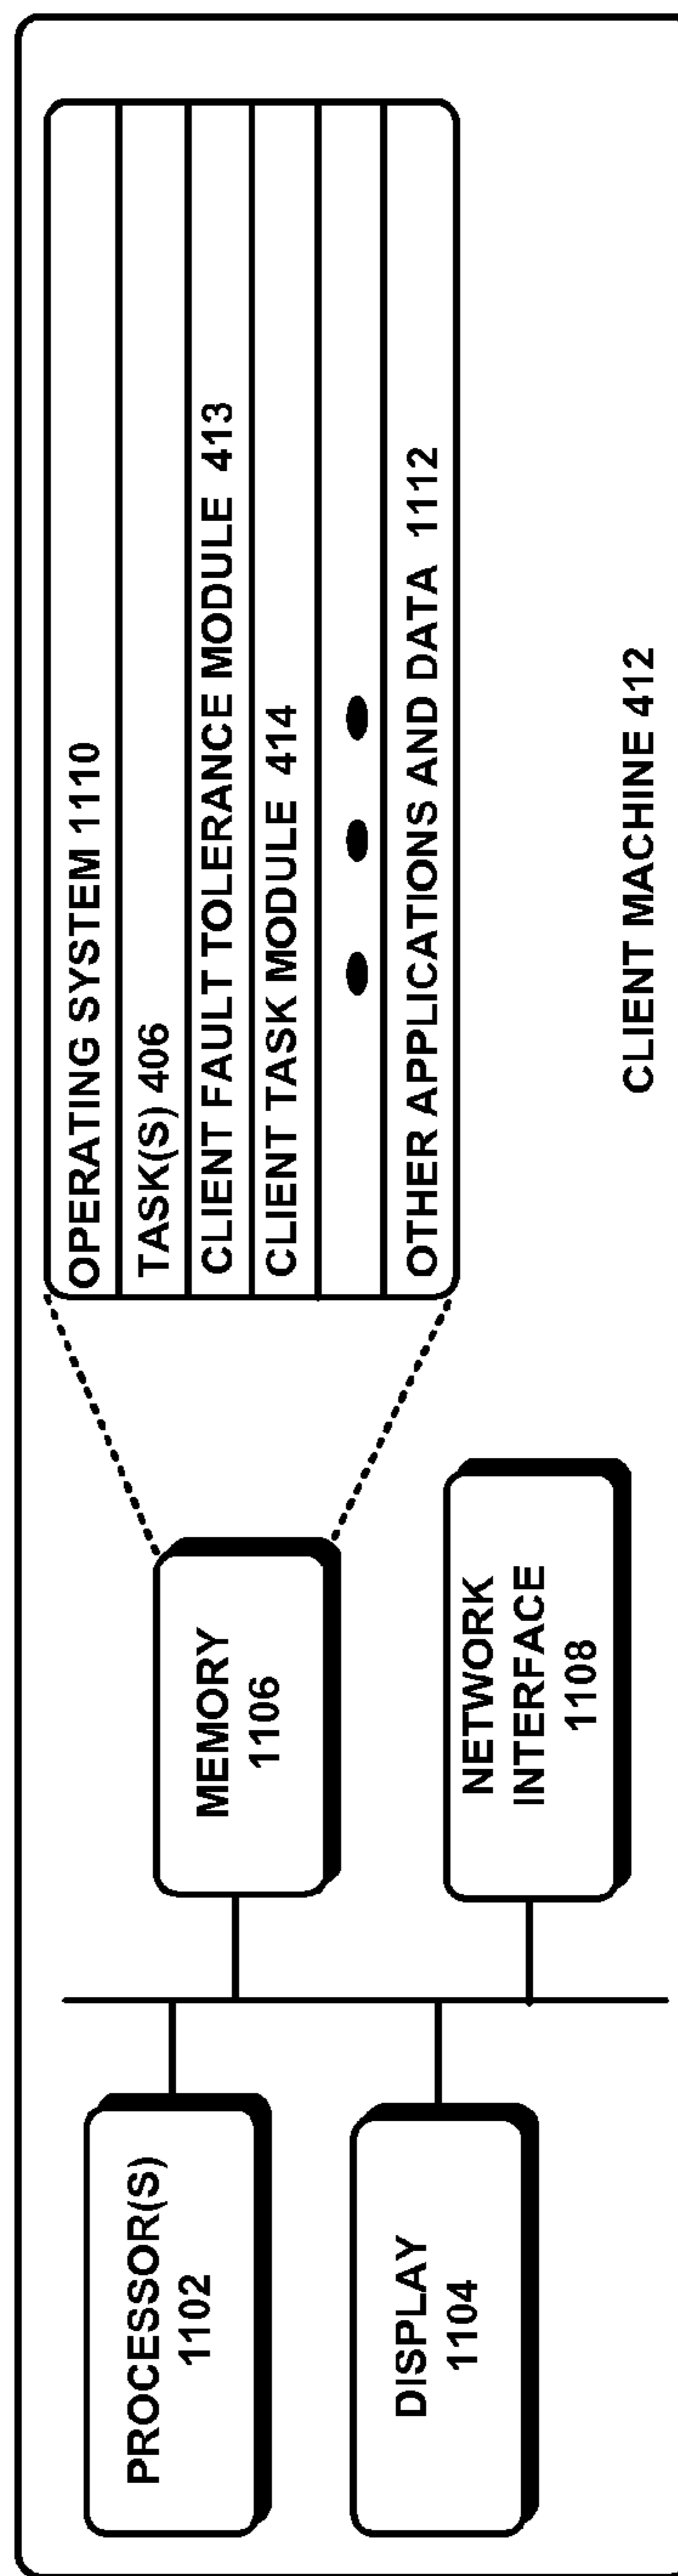 PROCESSOR(S)
1102
DISPLAY
1104
MEMORY
1106
NETWORK
INTERFACE
1108
OPERATING SYSTEM 1110
TASK(S) 406
CLIENT FAULT TOLERANCE MODULE 413
CLIENT TASK MODULE 414
OTHER APPLICATIONS AND DATA 1112
CLIENT MACHINE 412